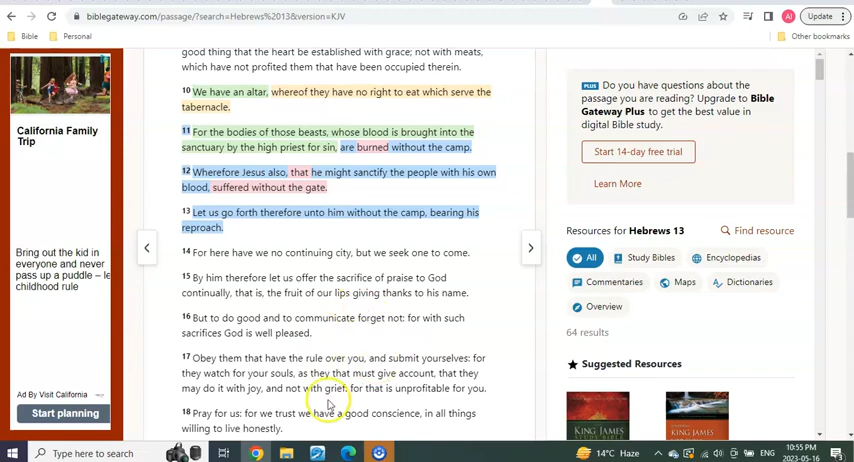 biblegateway.com/passage/?search=Hebrews%2013&version=KJV
AI
Update
Bible
Personal
Other bookmarks
good thing that the heart be established with grace; not with meats,
which have not profited them that have been occupied therein.
10 We have an altar, whereof they have no right to eat which serve the
tabernacle.
11 For the bodies of those beasts, whose blood is brought into the
sanctuary by the high priest for sin, are burned without the camp.
12 Wherefore Jesus also, that he might sanctify the people with his own
blood, suffered without the gate.
13 Let us go forth therefore unto him without the camp, bearing his
reproach.
14 For here have we no continuing city, but we seek one to come.
15 By him therefore let us offer the sacrifice of praise to God
continually, that is, the fruit of our lips giving thanks to his name.
16 But to do good and to communicate forget not: for with such
sacrifices God is well pleased.
17 Obey them that have the rule over you, and submit yourselves: for
they watch for your souls, as they that must give account, that they
may do it with joy, and not with grief: for that is unprofitable for you.
18 Pray for us: for we trust we have a good conscience, in all things
willing to live honestly.
California Family
Trip
Bring out the kid in
everyone and never
pass up a puddle – le
childhood rule
Ad By Visit California
Start planning
PLUS Do you have questions about the
passage you are reading? Upgrade to Bible
Gateway Plus to get the best value in
digital Bible study.
Start 14-day free trial
Learn More
Resources for Hebrews 13
Find resource
All
Study Bibles
Encyclopedias
Commentaries
Maps
Dictionaries
Overview
64 results
Suggested Resources
KING JAMES
KING JAMES
Type here to search
14°C Haze
ENG
10:55 PM
2023-05-16
3